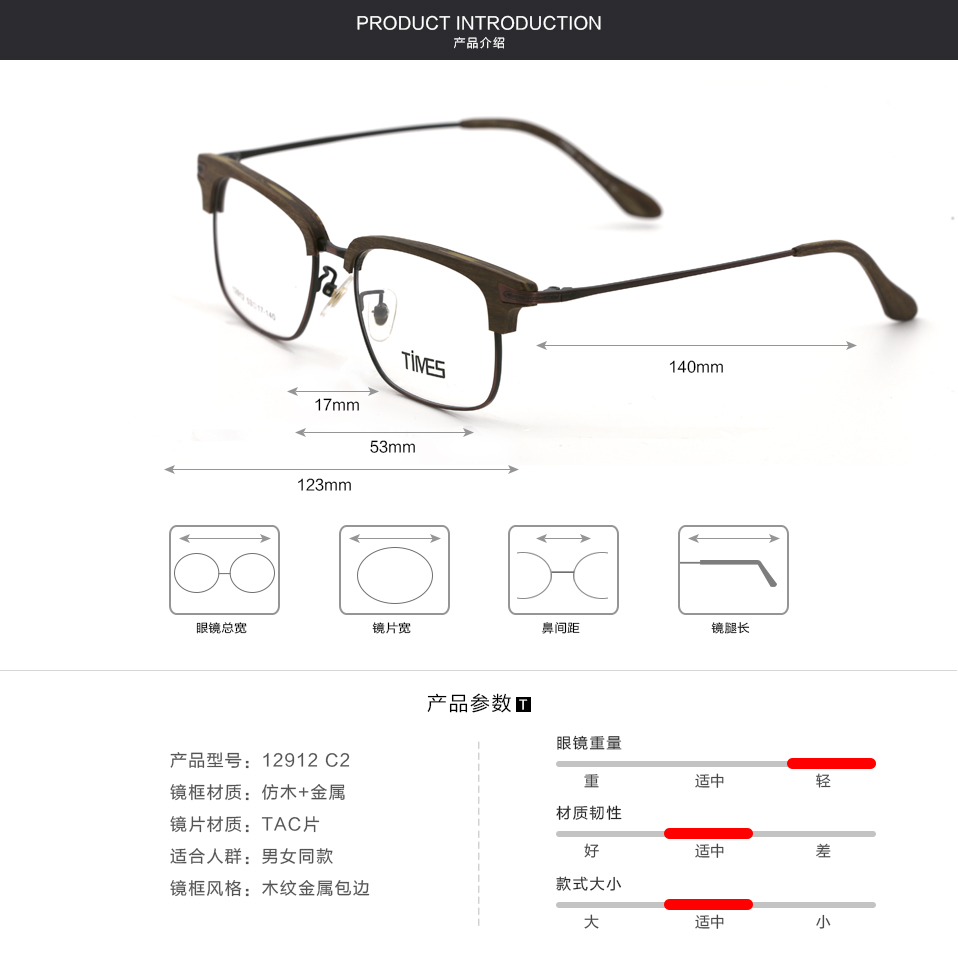 PRODUCT INTRODUCTION
产品介绍
TiMES
140mm
17mm
53mm
123mm
眼镜总宽
镜片宽
鼻间距
镜腿长
产品参数 T
产品型号：12912 C2
镜框材质：仿木+金属
镜片材质：TAC片
适合人群：男女同款
镜框风格：木纹金属包边
眼镜重量
重 适中 轻
材质韧性
好 适中 差
款式大小
大 适中 小